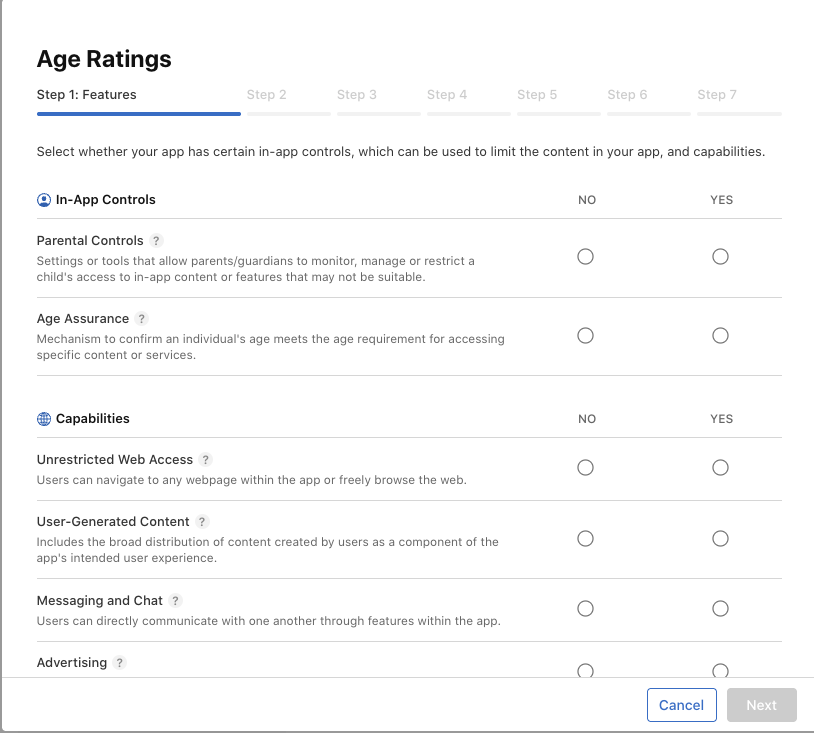 Age Ratings
Step 1: Features
Step 2
Step 3
Step 4
Step 5
Step 6
Step 7
Select whether your app has certain in-app controls, which can be used to limit the content in your app, and capabilities.
In-App Controls
NO
YES
Parental Controls ?
Settings or tools that allow parents/guardians to monitor, manage or restrict a
child's access to in-app content or features that may not be suitable.
Age Assurance ?
Mechanism to confirm an individual's age meets the age requirement for accessing
specific content or services.
Capabilities
NO
YES
Unrestricted Web Access ?
Users can navigate to any webpage within the app or freely browse the web.
User-Generated Content ?
Includes the broad distribution of content created by users as a component of the
app's intended user experience.
Messaging and Chat ?
Users can directly communicate with one another through features within the app.
Advertising ?
Cancel
Next